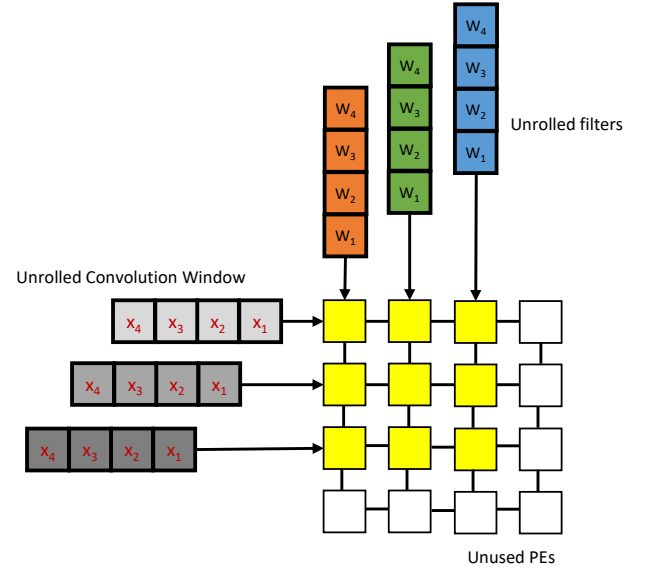 W4
W3
W2
W1
W4
W3
W2
W1
W4
W3
W2
W1
Unrolled filters
Unrolled Convolution Window
x4 x3 x2 x1
x4 x3 x2 x1
x4 x3 x2 x1
Unused PEs